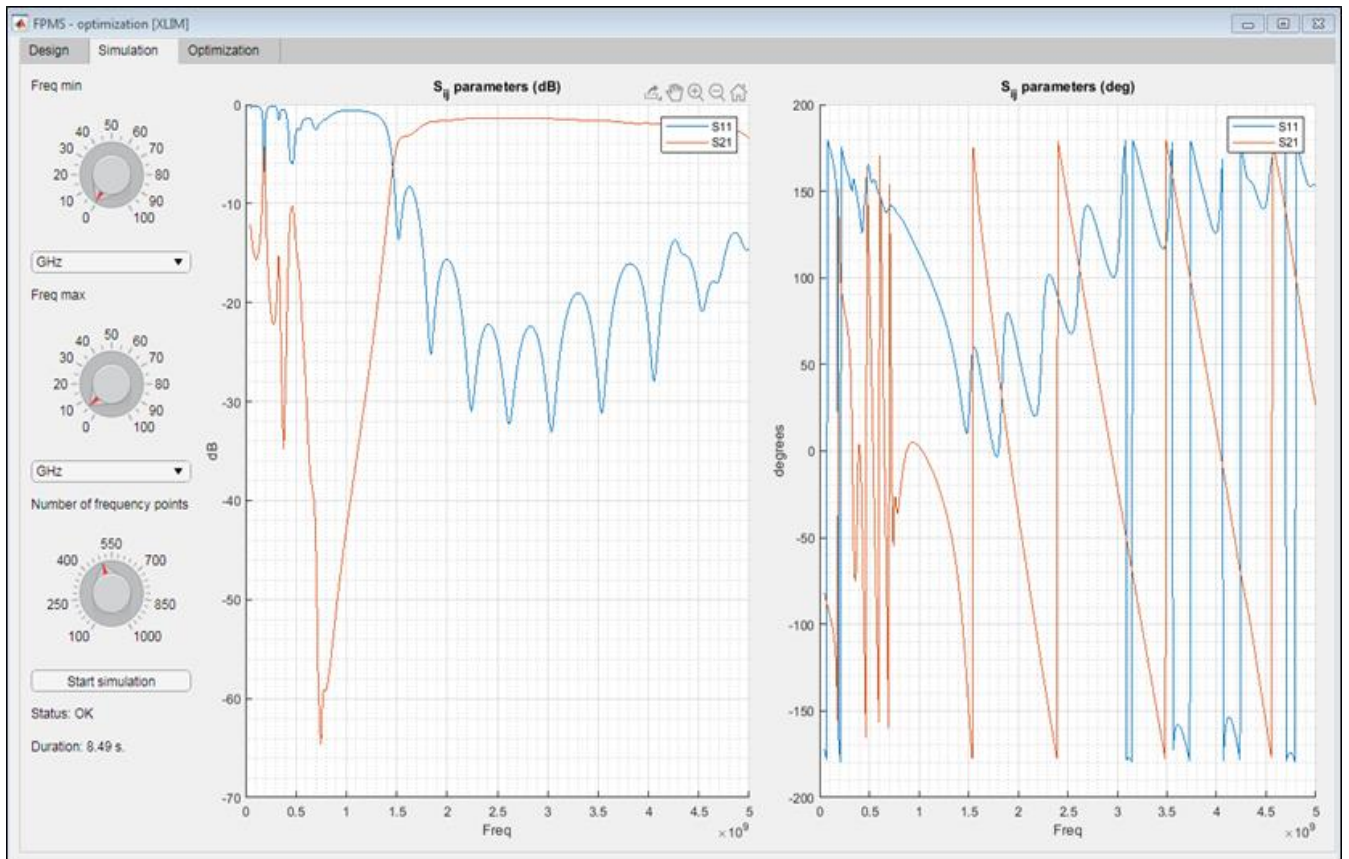 FPMS - optimization [XLIM]
Design Simulation Optimization
Freq min
0 10 20 30 40 50 60 70 80 90 100
GHz
Freq max
0 10 20 30 40 50 60 70 80 90 100
GHz
Number of frequency points
100 250 400 550 700 850 1000
Start simulation
Status: OK
Duration: 8.49 s.
Sij parameters (dB)
S11
S21
0
-10
-20
-30
-40
-50
-60
-70
dB
0 0.5 1 1.5 2 2.5 3 3.5 4 4.5 5
Freq
×10⁹
Sij parameters (deg)
S11
S21
200
150
100
50
0
-50
-100
-150
-200
degrees
0 0.5 1 1.5 2 2.5 3 3.5 4 4.5 5
Freq
×10⁹